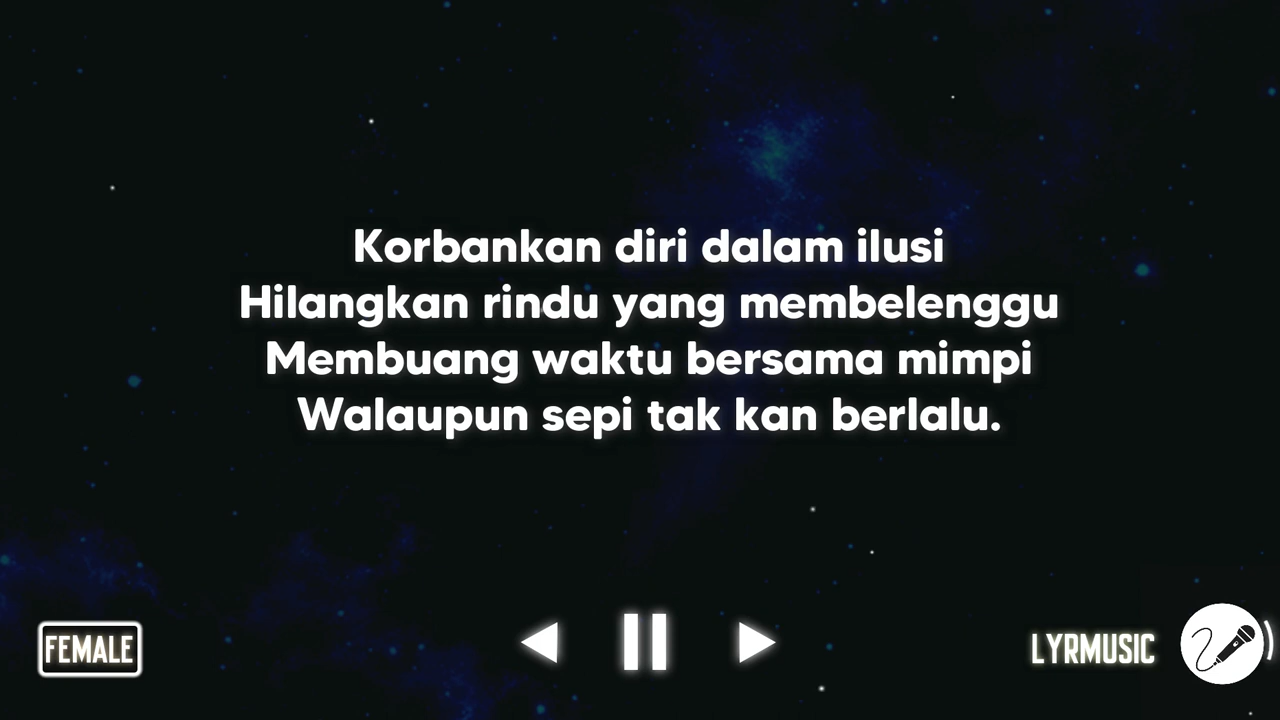 Korbankan diri dalam ilusi
Hilangkan rindu yang membelenggu
Membuang waktu bersama mimpi
Walaupun sepi tak kan berlalu.
FEMALE
LYRMUSIC